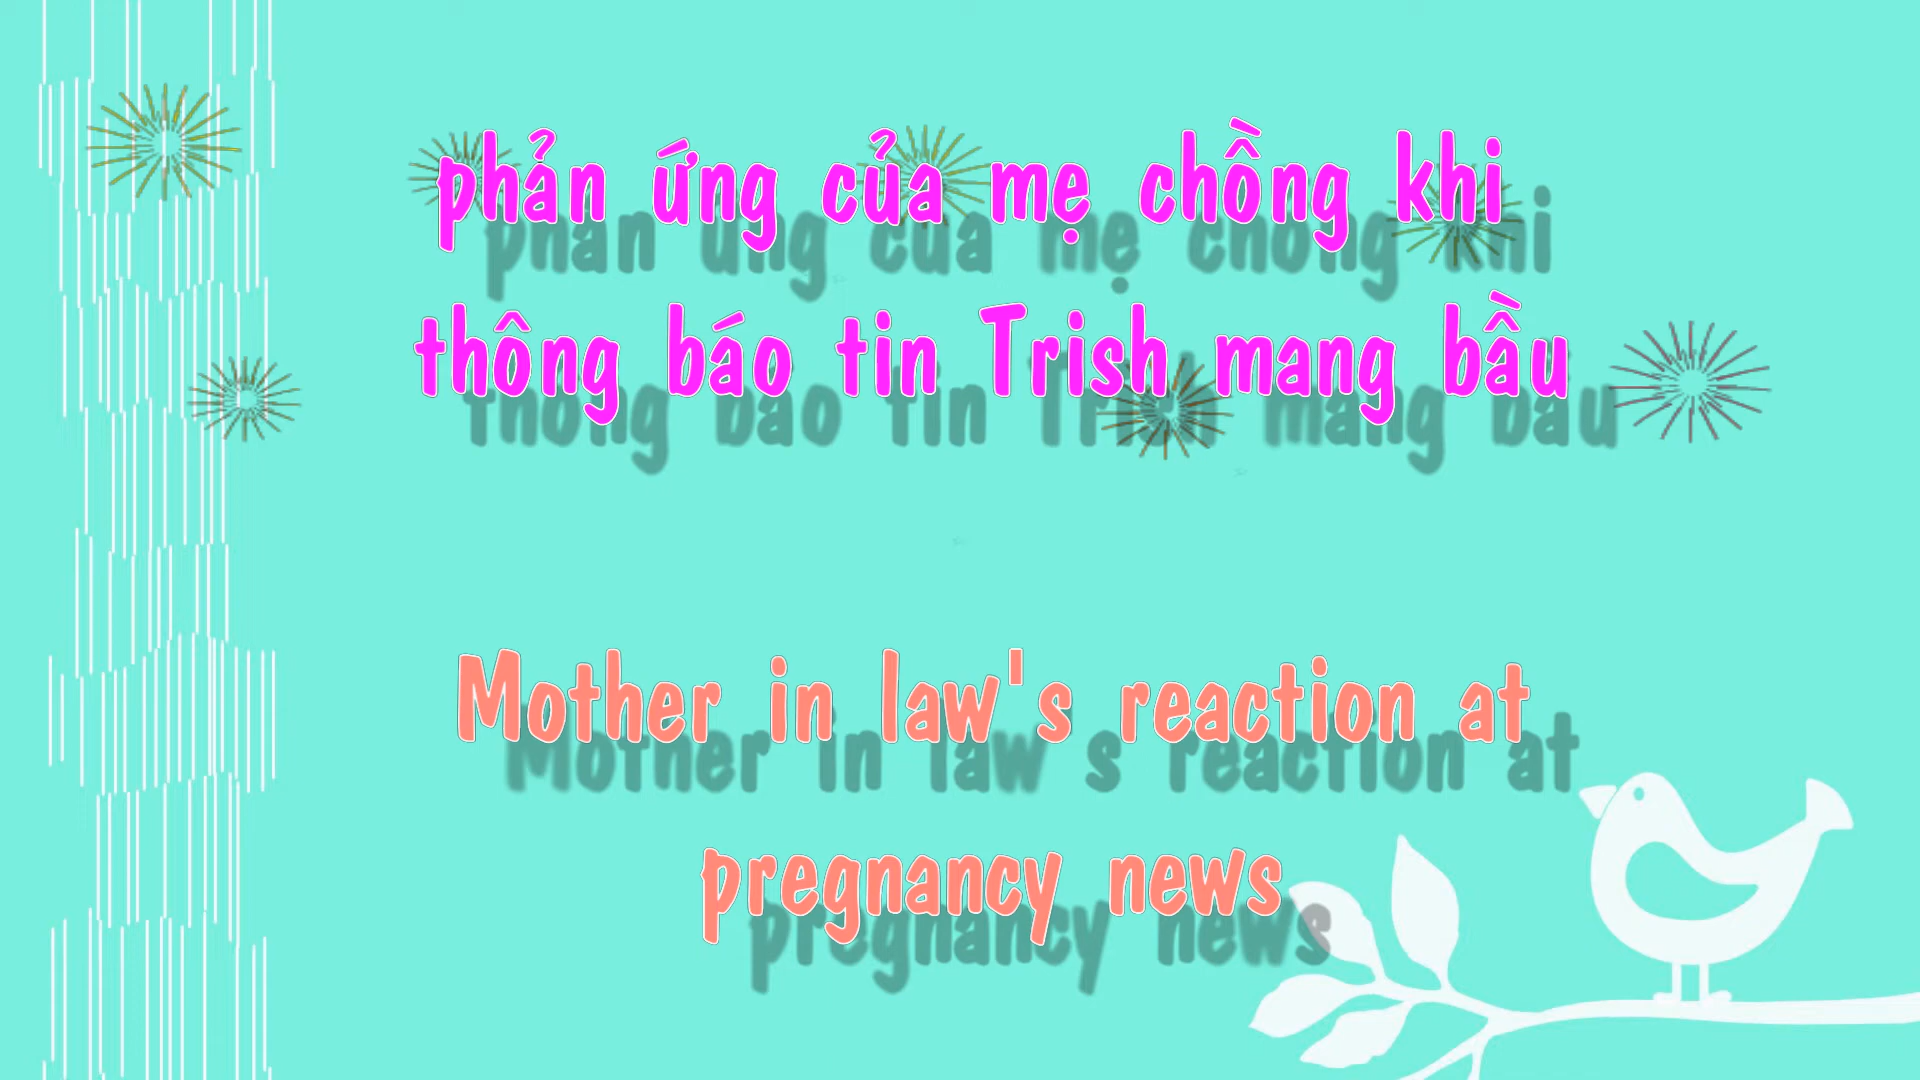 phản ứng của mẹ chồng khi
thông báo tin Trish mang bầu
Mother in law's reaction at
pregnancy news